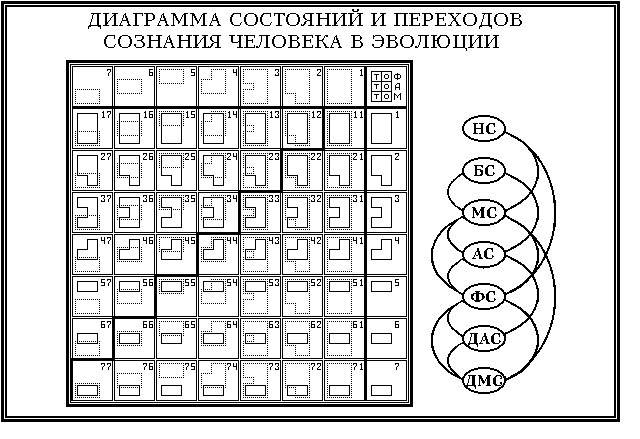 ДИАГРАММА СОСТОЯНИЙ И ПЕРЕХОДОВ
СОЗНАНИЯ ЧЕЛОВЕКА В ЭВОЛЮЦИИ
7 6 5 4 3 2 1 Т О Ф
Т О А
Т О М
17 16 15 14 13 12 11 1
27 26 25 24 23 22 21 2
37 36 35 34 33 32 31 3
47 46 45 44 43 42 41 4
57 56 55 54 53 52 51 5
67 66 65 64 63 62 61 6
77 76 75 74 73 72 71 7
НС
БС
МС
АС
ФС
ДАС
ДМС